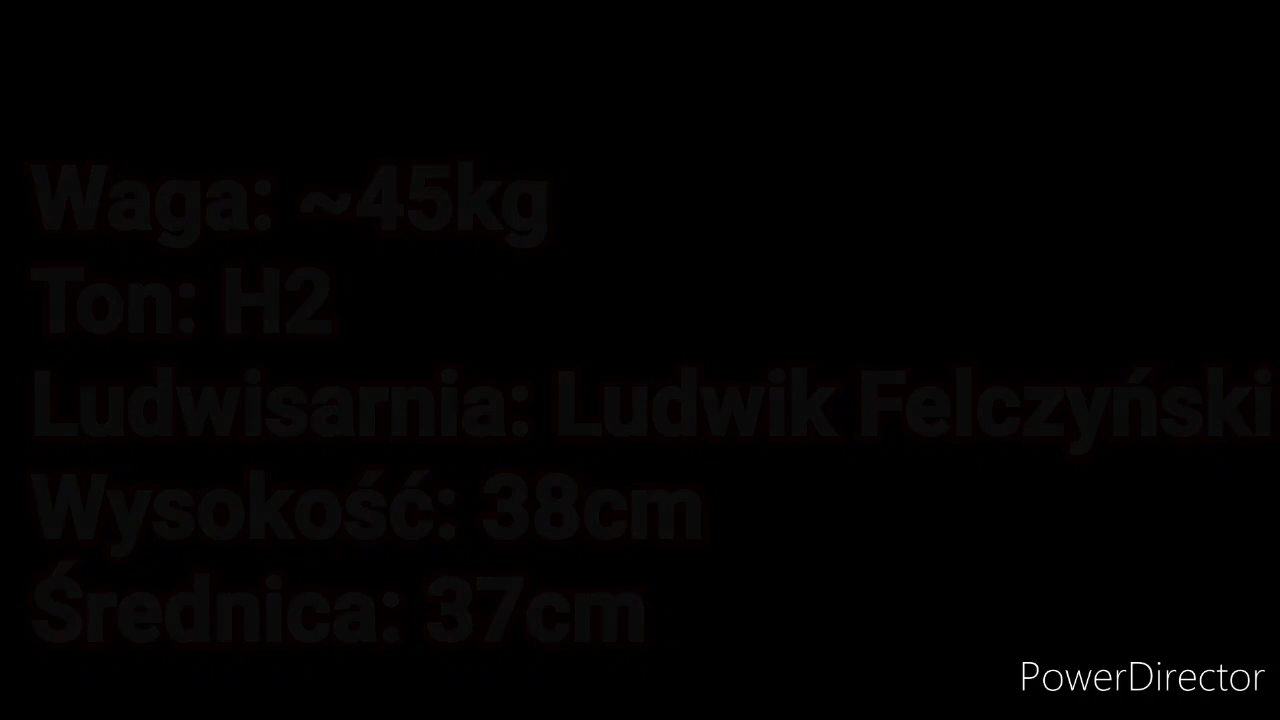 Waga: ~45kg
Ton: H2
Ludwisarnia: Ludwik Felczyński
Wysokość: 38cm
Średnica: 37cm
PowerDirector